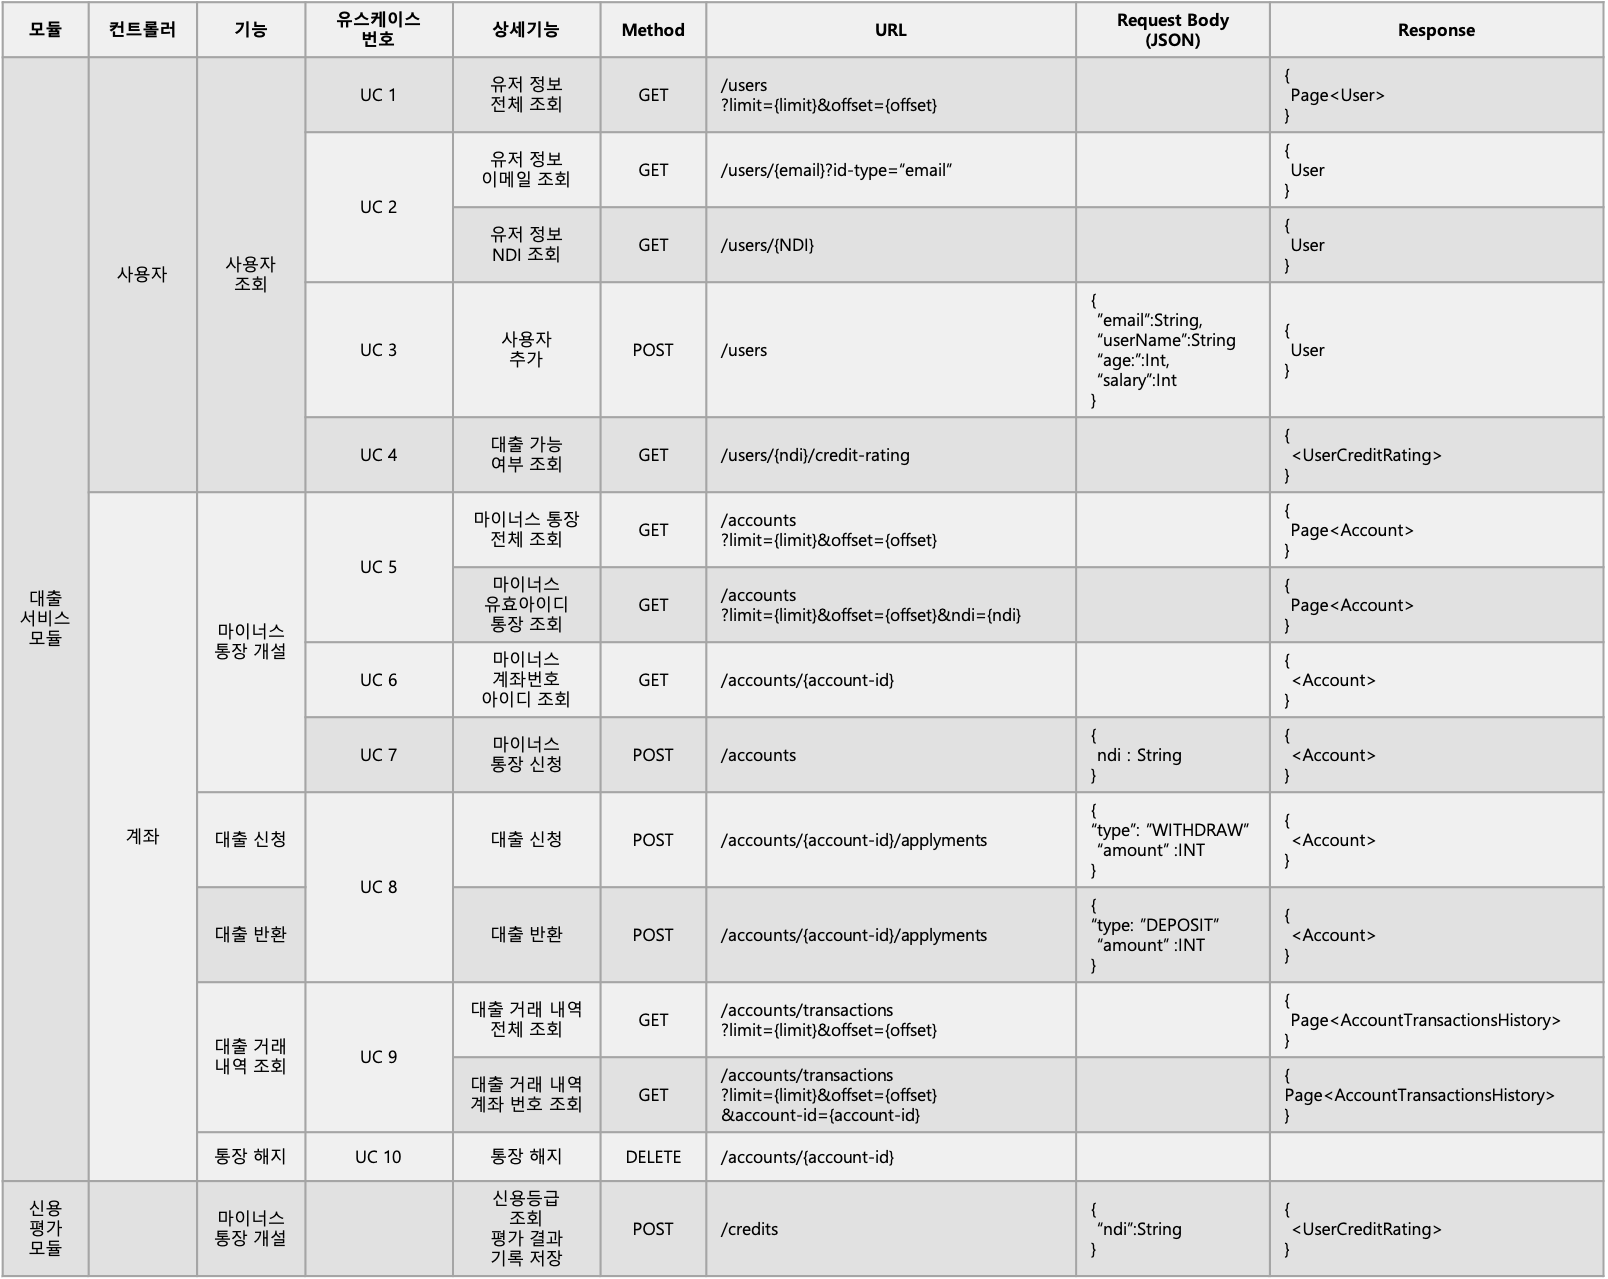 모듈
컨트롤러
기능
유스케이스
번호
상세기능
Method
URL
Request Body
(JSON)
Response
대출
서비스
모듈
사용자
사용자
조회
UC 1
유저 정보
전체 조회
GET
/users
?limit={limit}&offset={offset}
{
Page<User>
}
UC 2
유저 정보
이메일 조회
GET
/users/{email}?id-type=“email”
{
User
}
유저 정보
NDI 조회
GET
/users/{NDI}
{
User
}
UC 3
사용자
추가
POST
/users
{
“email”:String,
“userName”:String
“age:”:Int,
“salary”:Int
}
{
User
}
UC 4
대출 가능
여부 조회
GET
/users/{ndi}/credit-rating
{
<UserCreditRating>
}
계좌
마이너스
통장 개설
UC 5
마이너스 통장
전체 조회
GET
/accounts
?limit={limit}&offset={offset}
{
Page<Account>
}
마이너스
유효아이디
통장 조회
GET
/accounts
?limit={limit}&offset={offset}&ndi={ndi}
{
Page<Account>
}
UC 6
마이너스
계좌번호
아이디 조회
GET
/accounts/{account-id}
{
<Account>
}
UC 7
마이너스
통장 신청
POST
/accounts
{
ndi : String
}
{
<Account>
}
대출 신청
UC 8
대출 신청
POST
/accounts/{account-id}/applyments
{
“type”: ”WITHDRAW”
“amount” :INT
}
{
<Account>
}
대출 반환
대출 반환
POST
/accounts/{account-id}/applyments
{
“type: ”DEPOSIT”
“amount” :INT
}
{
<Account>
}
대출 거래
내역 조회
UC 9
대출 거래 내역
전체 조회
GET
/accounts/transactions
?limit={limit}&offset={offset}
{
Page<AccountTransactionsHistory>
}
대출 거래 내역
계좌 번호 조회
GET
/accounts/transactions
?limit={limit}&offset={offset}
&account-id={account-id}
{
Page<AccountTransactionsHistory>
}
통장 해지
UC 10
통장 해지
DELETE
/accounts/{account-id}
신용
평가
모듈
마이너스
통장 개설
신용등급
조회
평가 결과
기록 저장
POST
/credits
{
“ndi”:String
}
{
<UserCreditRating>
}